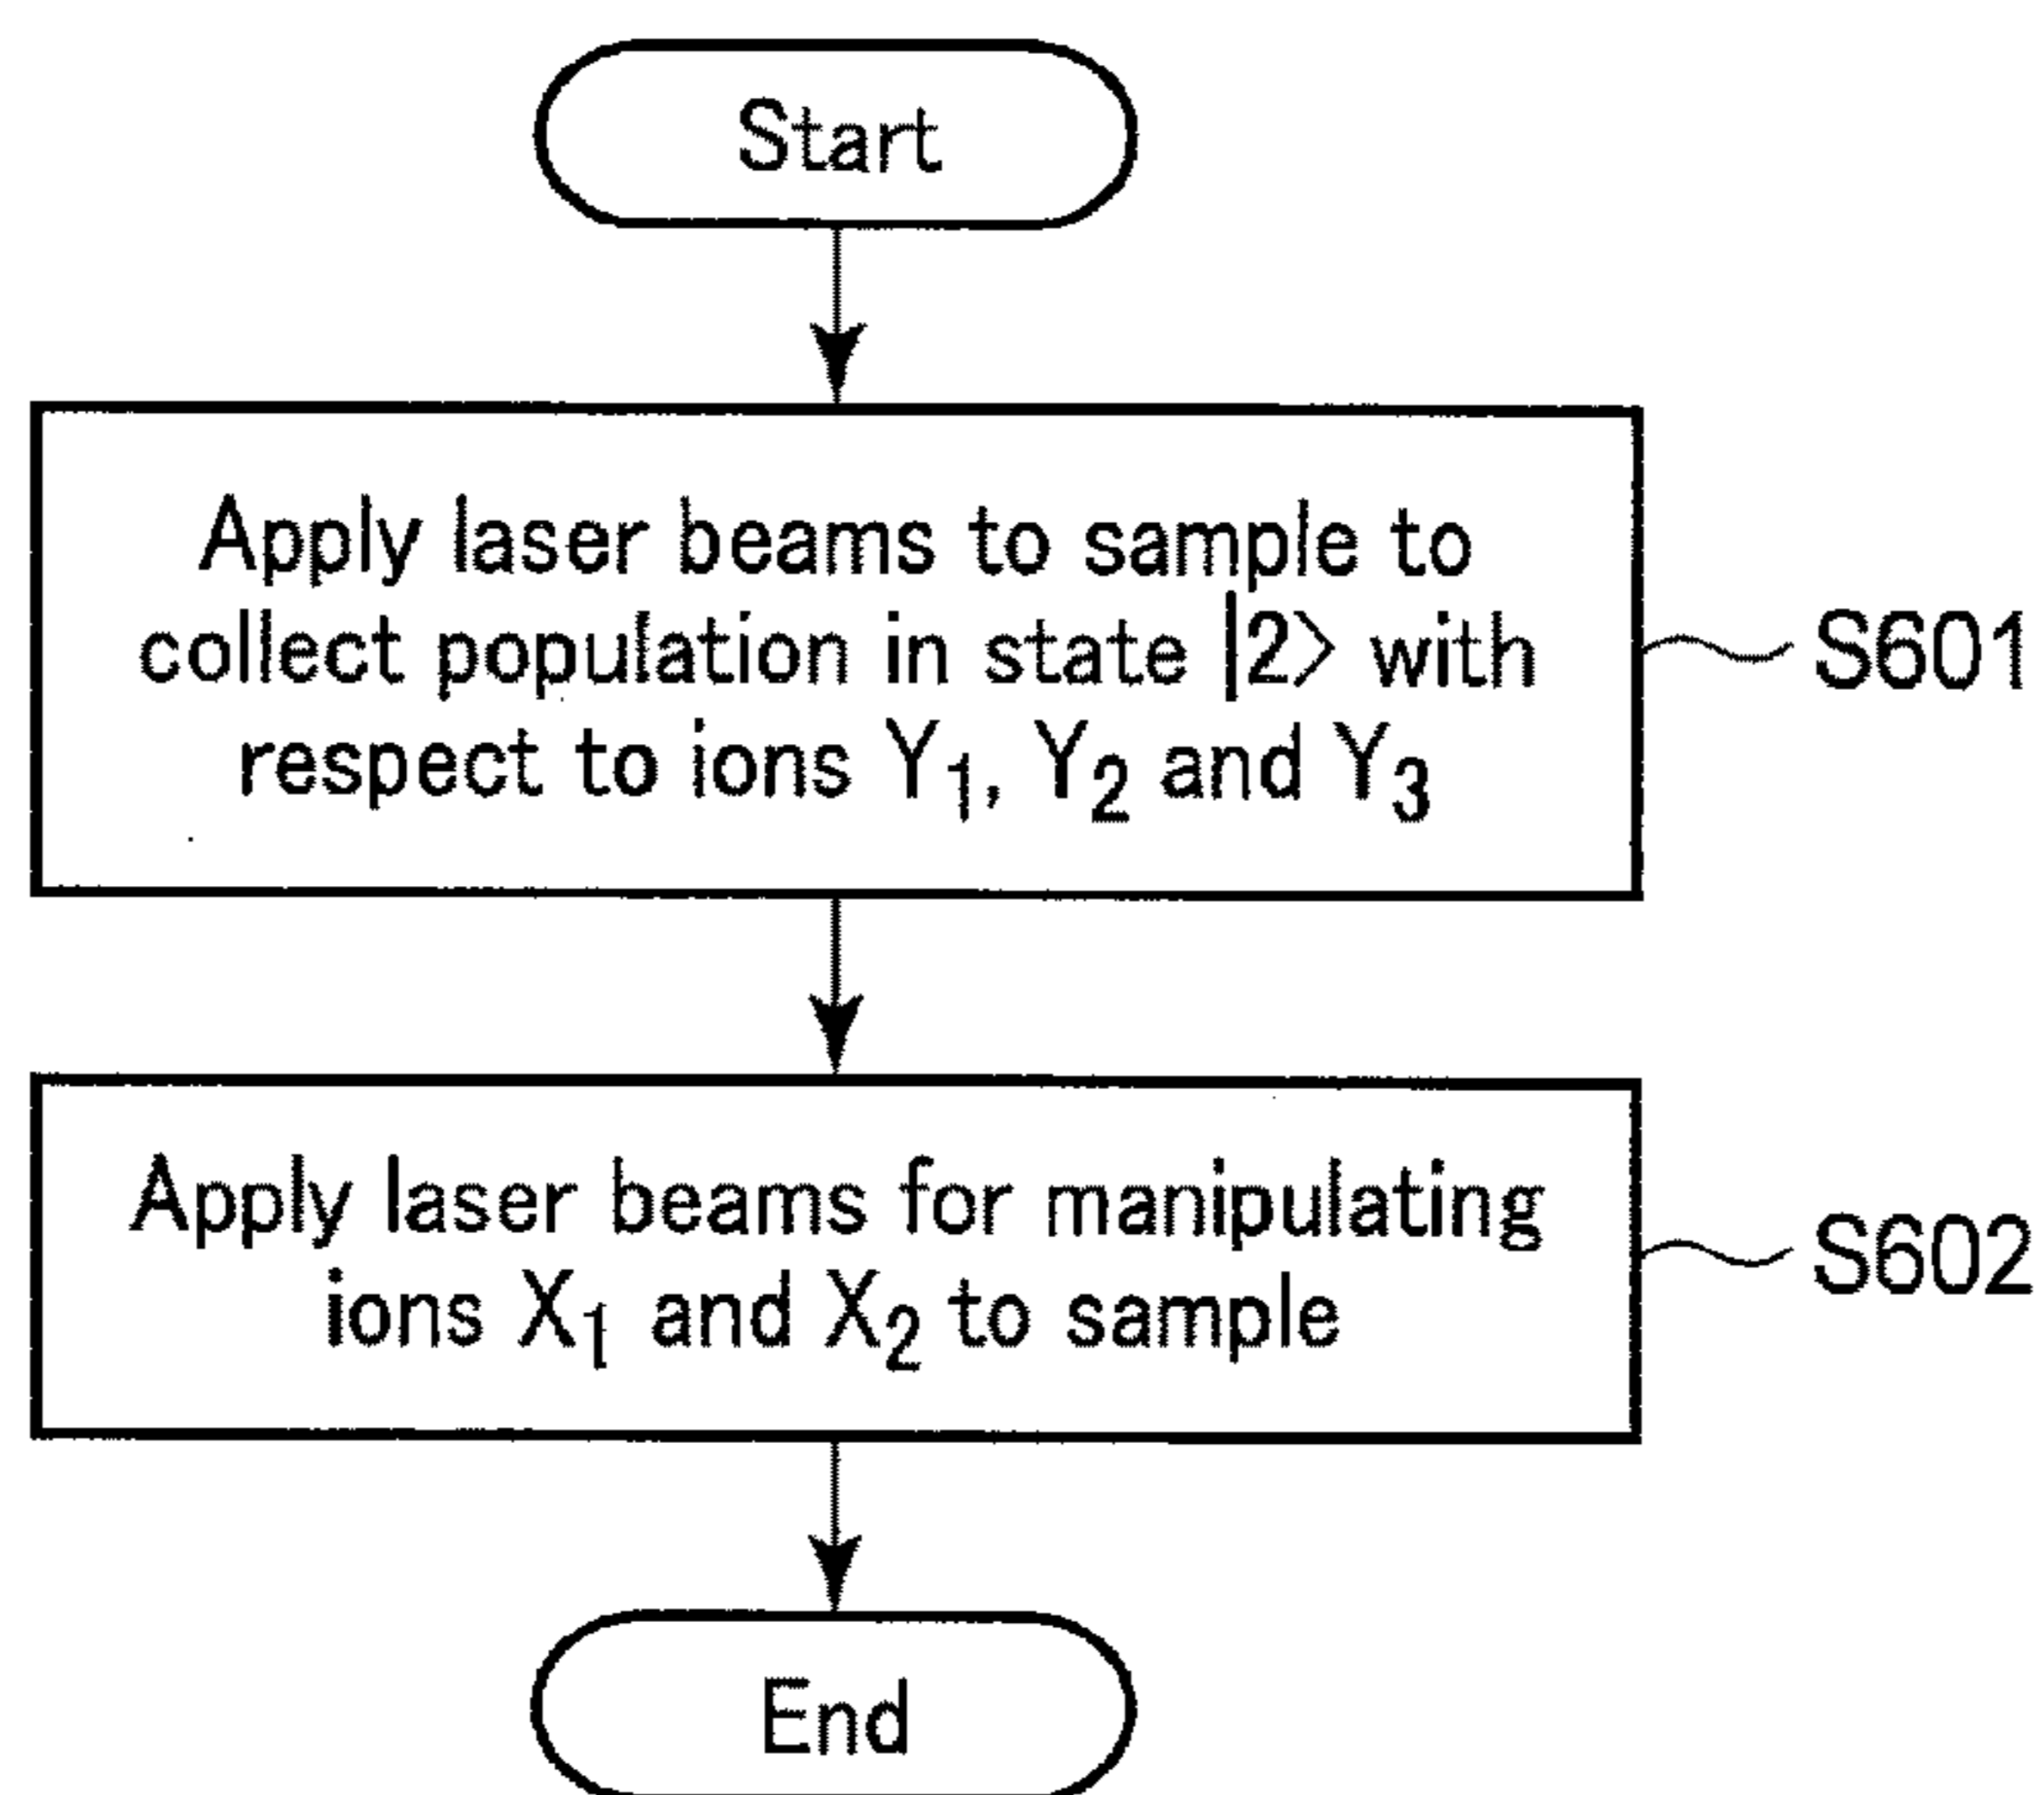 Start
Apply laser beams to sample to
collect population in state |2⟩ with
respect to ions Y₁, Y₂ and Y₃
S601
Apply laser beams for manipulating
ions X₁ and X₂ to sample
S602
End